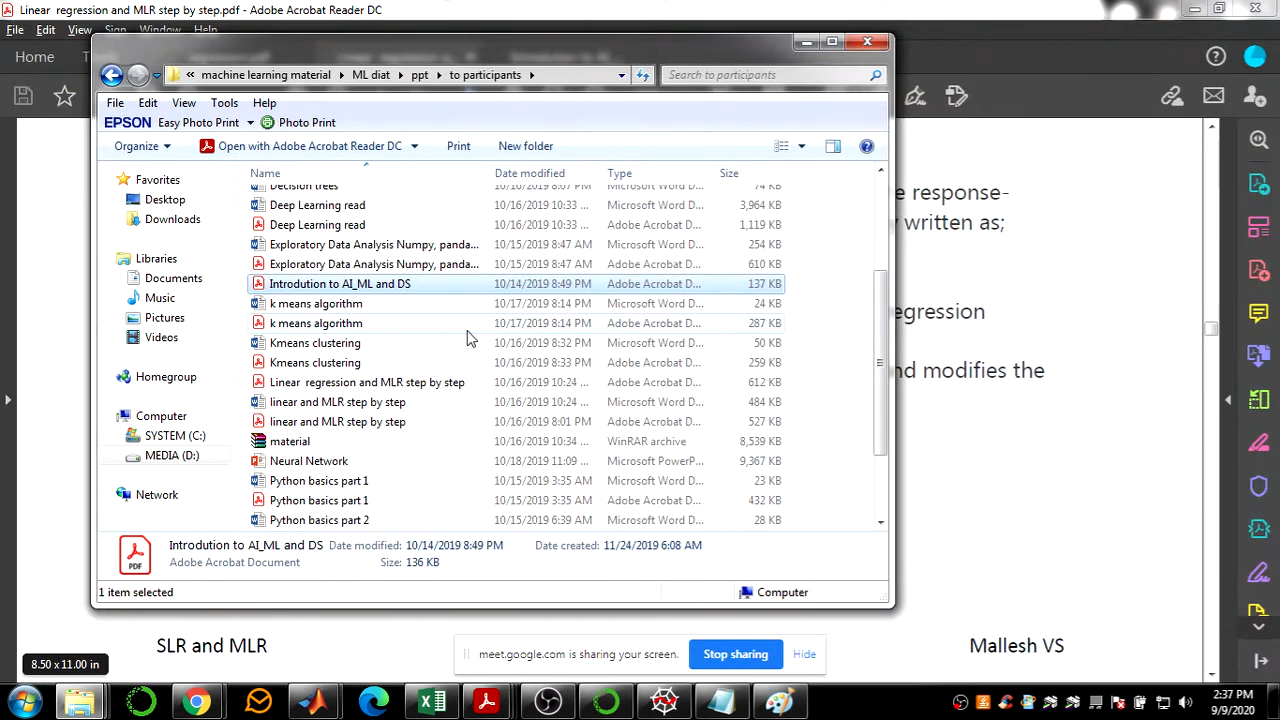 Linear regression and MLR step by step.pdf - Adobe Acrobat Reader DC
File Edit View Sign Window Help
Home
« machine learning material ▸ ML diat ▸ ppt ▸ to participants ▸
Search to participants
File Edit View Tools Help
EPSON Easy Photo Print Photo Print
Organize Open with Adobe Acrobat Reader DC Print New folder
Name Date modified Type Size
Favorites
Desktop
Downloads
Libraries
Documents
Music
Pictures
Videos
Homegroup
Computer
SYSTEM (C:)
MEDIA (D:)
Network
Decision trees 10/16/2019 8:07 PM Microsoft Word D... 74 KB
Deep Learning read 10/16/2019 10:33 ... Microsoft Word D... 3,964 KB
Deep Learning read 10/16/2019 10:33 ... Adobe Acrobat D... 1,119 KB
Exploratory Data Analysis Numpy, panda... 10/15/2019 8:47 AM Microsoft Word D... 254 KB
Exploratory Data Analysis Numpy, panda... 10/15/2019 8:47 AM Adobe Acrobat D... 610 KB
Introdution to AI_ML and DS 10/14/2019 8:49 PM Adobe Acrobat D... 137 KB
k means algorithm 10/17/2019 8:14 PM Microsoft Word D... 24 KB
k means algorithm 10/17/2019 8:14 PM Adobe Acrobat D... 287 KB
Kmeans clustering 10/16/2019 8:32 PM Microsoft Word D... 50 KB
Kmeans clustering 10/16/2019 8:33 PM Adobe Acrobat D... 259 KB
Linear regression and MLR step by step 10/16/2019 10:24 ... Adobe Acrobat D... 612 KB
linear and MLR step by step 10/16/2019 10:24 ... Microsoft Word D... 484 KB
linear and MLR step by step 10/16/2019 8:01 PM Adobe Acrobat D... 527 KB
material 10/16/2019 10:34 ... WinRAR archive 8,539 KB
Neural Network 10/18/2019 11:09 ... Microsoft PowerP... 9,367 KB
Python basics part 1 10/15/2019 3:35 AM Microsoft Word D... 23 KB
Python basics part 1 10/15/2019 3:35 AM Adobe Acrobat D... 432 KB
Python basics part 2 10/15/2019 6:39 AM Microsoft Word D... 28 KB
Introdution to AI_ML and DS Date modified: 10/14/2019 8:49 PM Date created: 11/24/2019 6:08 AM
PDF Adobe Acrobat Document Size: 136 KB
1 item selected Computer
e response-
written as;
egression
nd modifies the
SLR and MLR
Mallesh VS
8.50 x 11.00 in
meet.google.com is sharing your screen. Stop sharing Hide
2:37 PM
9/9/2020